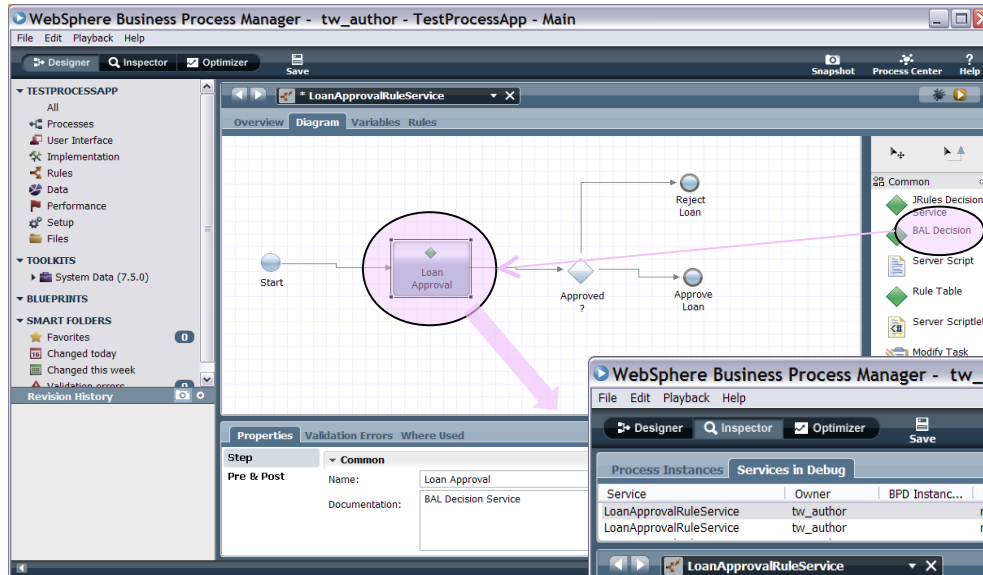 WebSphere Business Process Manager - tw_author - TestProcessApp - Main
File Edit Playback Help
Designer Inspector Optimizer Save Snapshot Process Center Help
TESTPROCESSAPP
All
Processes
User Interface
Implementation
Rules
Data
Performance
Setup
Files
TOOLKITS
System Data (7.5.0)
BLUEPRINTS
SMART FOLDERS
Favorites 0
Changed today
Changed this week
Validation errors
Revision History
* LoanApprovalRuleService
Overview Diagram Variables Rules
Start
Loan
Approval
Approved
?
Reject
Loan
Approve
Loan
Common
JRules Decision
Service
BAL Decision
Server Script
Rule Table
Server Scriptlet
Modify Task
Properties Validation Errors Where Used
Step
Pre & Post
Common
Name: Loan Approval
Documentation: BAL Decision Service
WebSphere Business Process Manager - tw_
File Edit Playback Help
Designer Inspector Optimizer Save
Process Instances Services in Debug
Service Owner BPD Instanc...
LoanApprovalRuleService tw_author
LoanApprovalRuleService tw_author
LoanApprovalRuleService